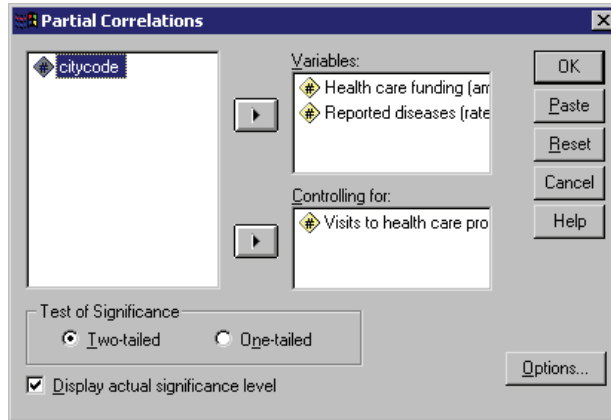 Partial Correlations
citycode
Variables:
Health care funding (am
Reported diseases (rate
Controlling for:
Visits to health care pro
OK
Paste
Reset
Cancel
Help
Test of Significance
Two-tailed
One-tailed
Display actual significance level
Options...